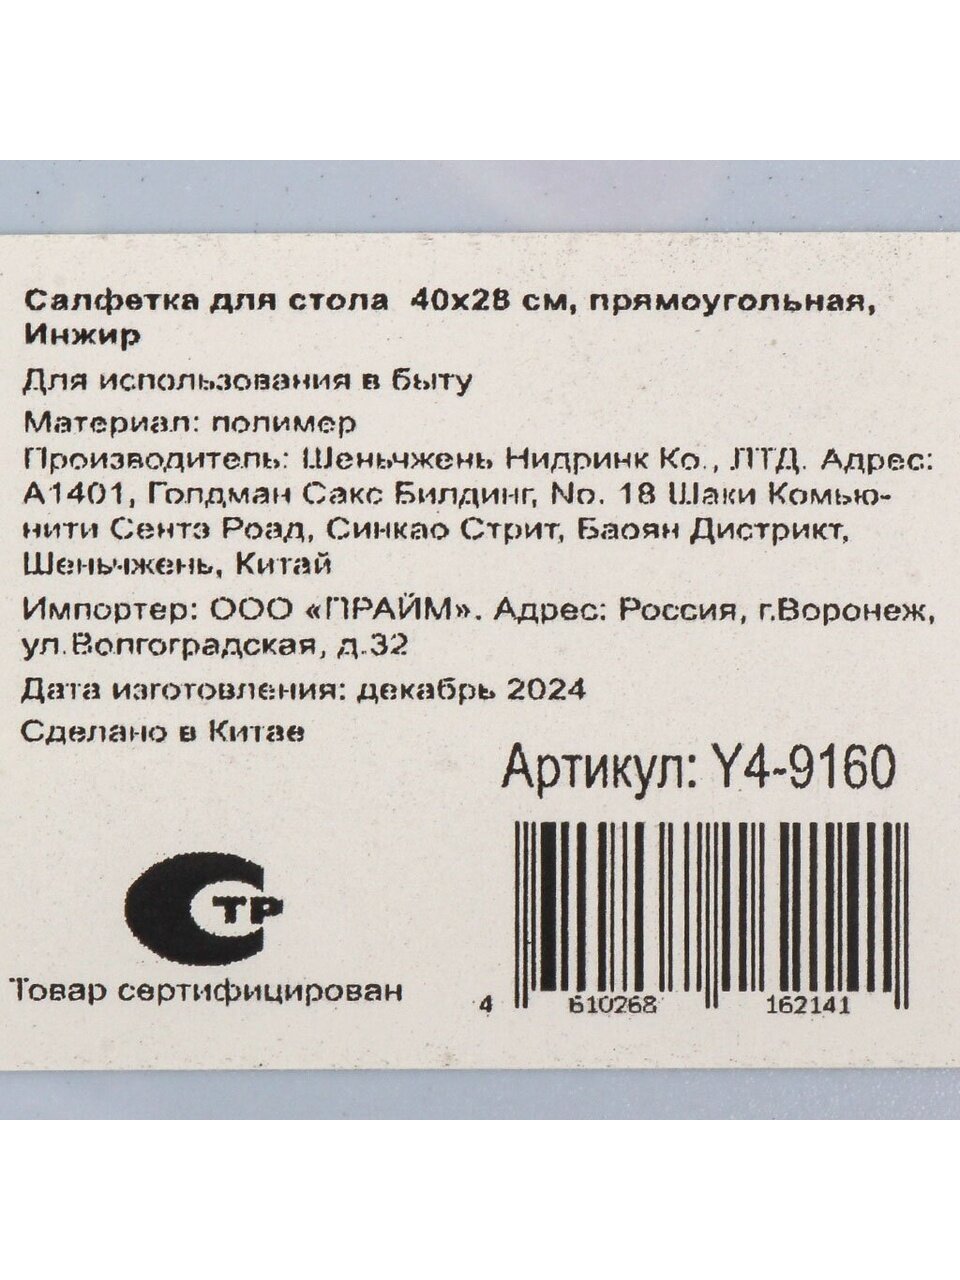 Салфетка для стола 40х28 см, прямоугольная,
Инжир
Для использования в быту
Материал: полимер
Производитель: Шеньчжень Нидринк Ко., ЛТД. Адрес:
А1401, Голдман Сакс Билдинг, No. 18 Шаки Комью-
нити Сентэ Роад, Синкао Стрит, Баоян Дистрикт,
Шеньчжень, Китай
Импортер: ООО «ПРАЙМ». Адрес: Россия, г.Воронеж,
ул.Волгоградская, д.32
Дата изготовления: декабрь 2024
Сделано в Китае
Артикул: Y4-9160
СТР
Товар сертифицирован
4 610268 162141